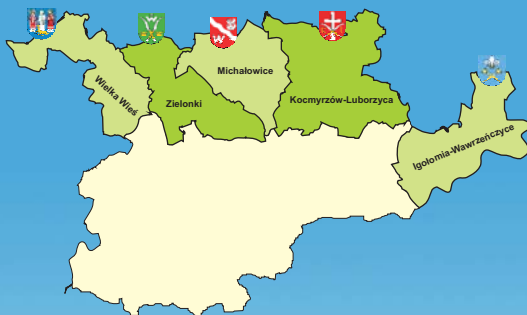 Michałowice
Wielka Wieś
Zielonki
Kocmyrzów-Luborzyca
Igołomia-Wawrzeńczyce